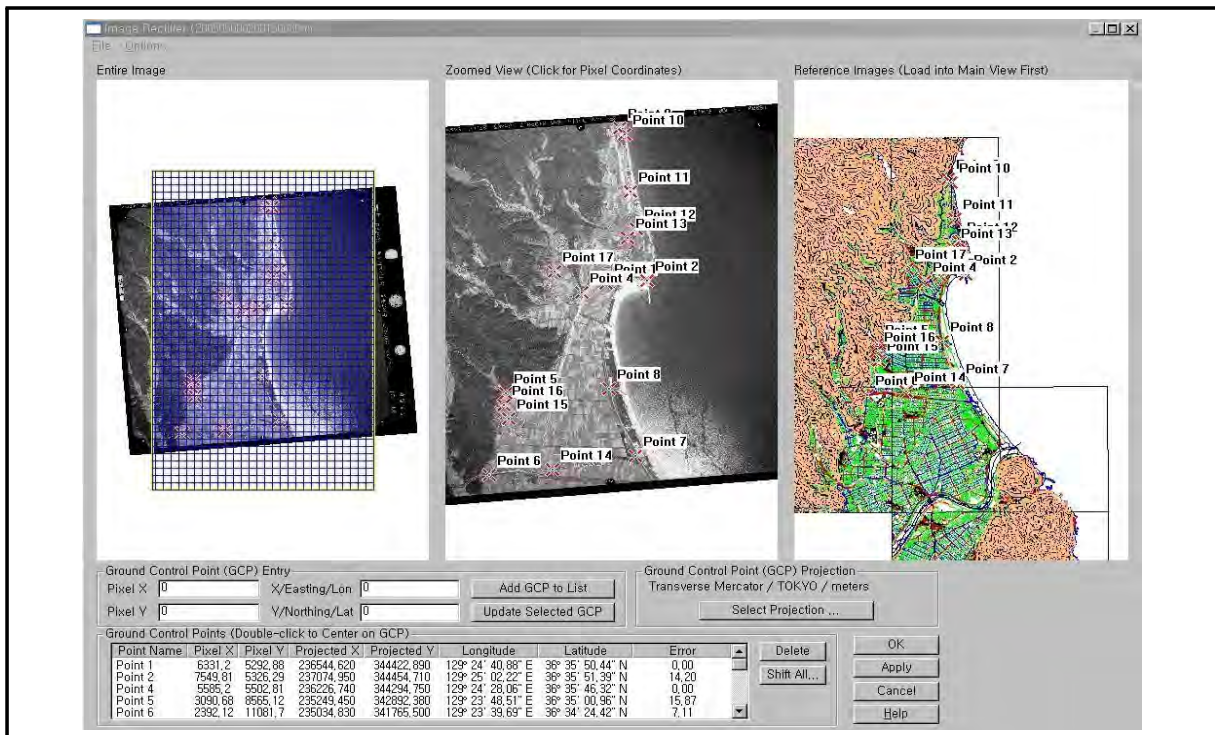 File Option
Entire Image
Zoomed View (Click for Pixel Coordinates)
Reference Images (Load into Main View First)
Point 10
Point 11
Point 12
Point 13
Point 17
Point 1 Point 2
Point 4
Point 5
Point 8
Point 16
Point 15
Point 14
Point 7
Point 6
Point 10
Point 11
Point 13
Point 17
Point 2
Point 4
Point 8
Point 16
Point 15
Point 7
Point 14
Ground Control Point (GCP) Entry
Pixel X 0 X/Easting/Lon 0 Add GCP to List
Pixel Y 0 Y/Northing/Lat 0 Update Selected GCP
Ground Control Point (GCP) Projection
Transverse Mercator / TOKYO / meters
Select Projection ...
Ground Control Points (Double-click to Center on GCP)
Point Name Pixel X Pixel Y Projected X Projected Y Longitude Latitude Error
Point 1 6331,2 5292,88 236544,620 344422,890 129° 24' 40,88" E 36° 35' 50,44" N 0,00
Point 2 7549,81 5326,29 237074,950 344454,710 129° 25' 02,22" E 36° 35' 51,39" N 14,20
Point 4 5585,2 5502,81 236226,740 344294,750 129° 24' 28,06" E 36° 35' 46,32" N 0,00
Point 5 3090,68 8565,12 235249,450 342892,380 129° 23' 48,51" E 36° 35' 00,96" N 15,87
Point 6 2392,12 11081,7 235034,830 341765,500 129° 23' 39,69" E 36° 34' 24,42" N 7,11
Delete
Shift All...
OK
Apply
Cancel
Help